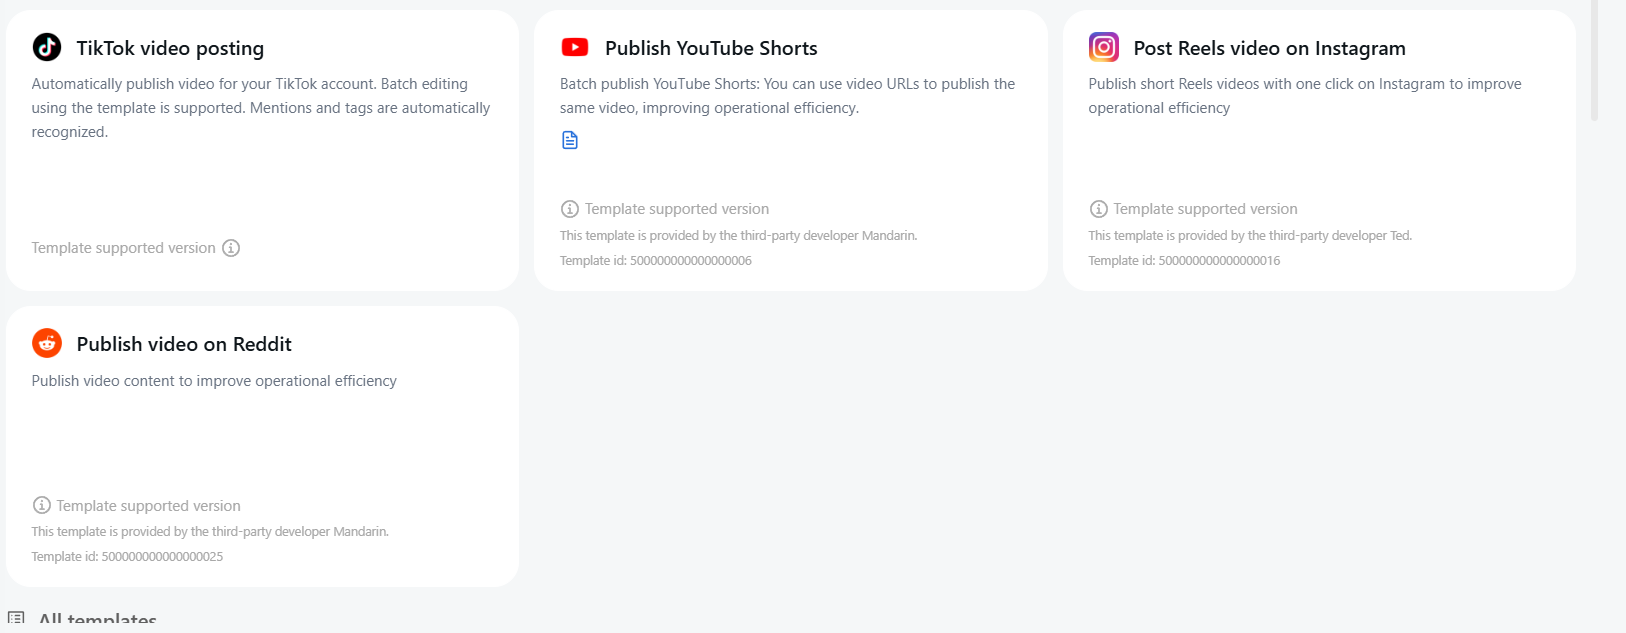 TikTok video posting
Automatically publish video for your TikTok account. Batch editing
using the template is supported. Mentions and tags are automatically
recognized.
Template supported version
Publish YouTube Shorts
Batch publish YouTube Shorts: You can use video URLs to publish the
same video, improving operational efficiency.
Template supported version
This template is provided by the third-party developer Mandarin.
Template id: 500000000000000006
Post Reels video on Instagram
Publish short Reels videos with one click on Instagram to improve
operational efficiency
Template supported version
This template is provided by the third-party developer Ted.
Template id: 500000000000000016
Publish video on Reddit
Publish video content to improve operational efficiency
Template supported version
This template is provided by the third-party developer Mandarin.
Template id: 500000000000000025
All templates